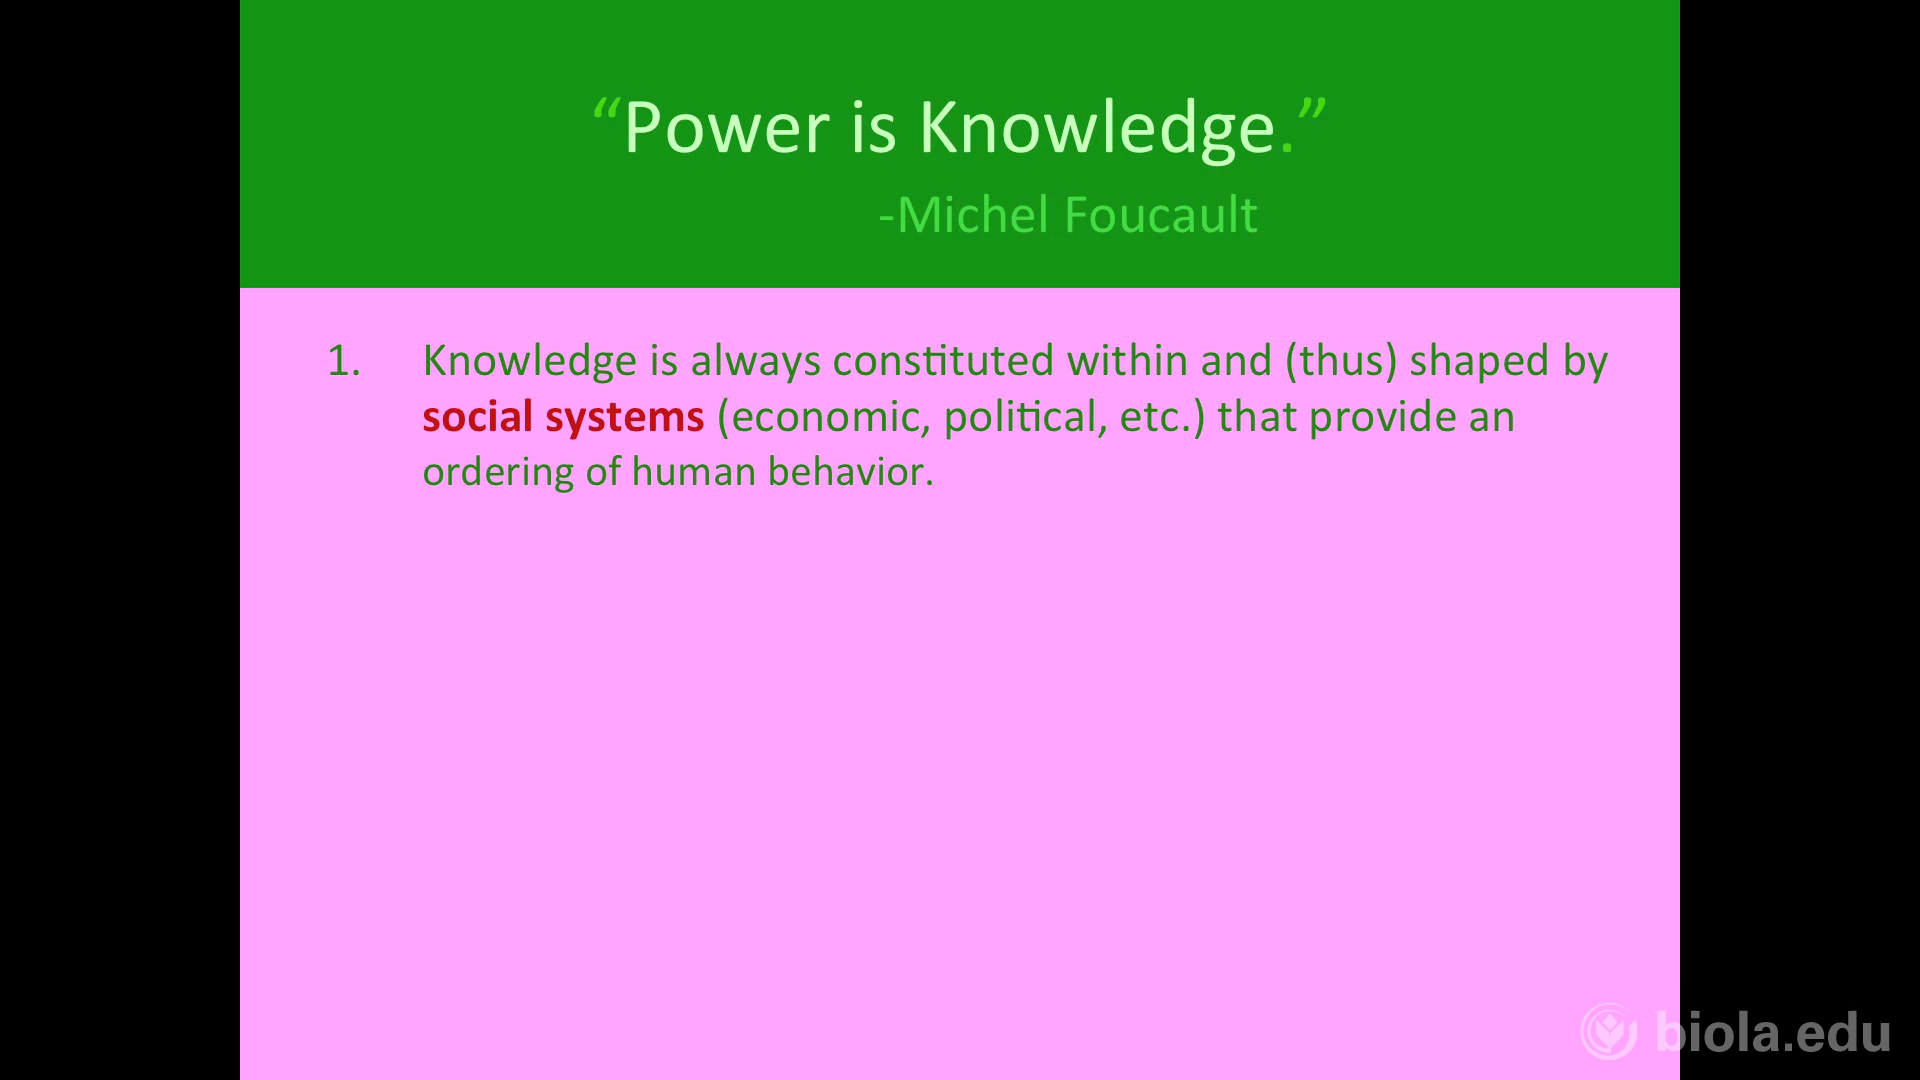 “Power is Knowledge.”
-Michel Foucault
1. Knowledge is always constituted within and (thus) shaped by
social systems (economic, political, etc.) that provide an
ordering of human behavior.
biola.edu